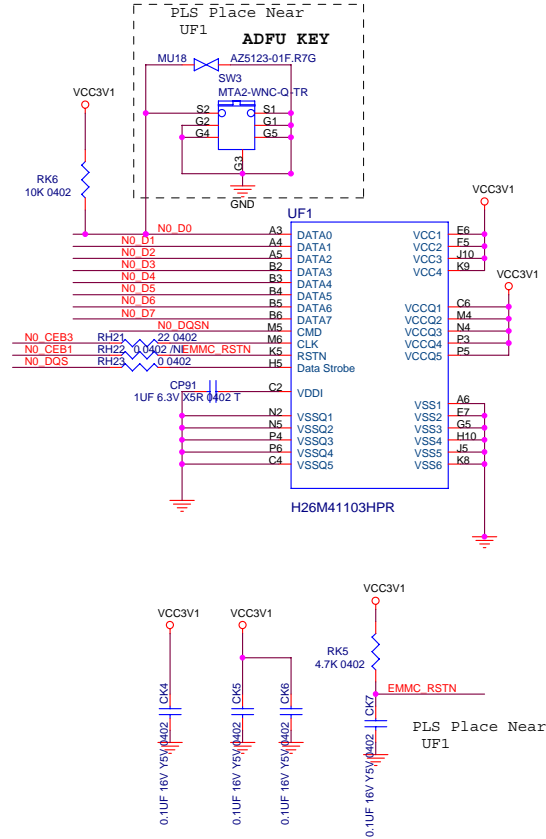 PLS Place Near
UF1
ADFU KEY
MU18
AZ5123-01F.R7G
SW3
MTA2-WNC-Q-TR
S2 S1
G2 G1
G4 G5
G3
GND
VCC3V1
RK6
10K 0402
UF1
N0_D0 A3 DATA0
N0_D1 A4 DATA1
N0_D2 A5 DATA2
N0_D3 B2 DATA3
N0_D4 B3 DATA4
N0_D5 B4 DATA5
N0_D6 B5 DATA6
N0_D7 B6 DATA7
N0_DQSN M5 CMD
N0_CEB3 RH21 22 0402 M6 CLK
N0_CEB1 RH22 0 0402 /NI EMMC_RSTN K5 RSTN
N0_DQS RH23 0 0402 H5 Data Strobe
CP91 C2 VDDI
1UF 6.3V X5R 0402 T
N2 VSSQ1
N5 VSSQ2
P4 VSSQ3
P6 VSSQ4
C4 VSSQ5
VCC3V1
VCC1 E6
VCC2 F5
VCC3 J10
VCC4 K9
VCC3V1
VCCQ1 C6
VCCQ2 M4
VCCQ3 N4
VCCQ4 P3
VCCQ5 P5
VSS1 A6
VSS2 E7
VSS3 G5
VSS4 H10
VSS5 J5
VSS6 K8
H26M41103HPR
VCC3V1
CK4
0.1UF 16V Y5V 0402
VCC3V1
CK5
0.1UF 16V Y5V 0402
CK6
0.1UF 16V Y5V 0402
VCC3V1
RK5
4.7K 0402
EMMC_RSTN
CK7
0.1UF 16V Y5V 0402
PLS Place Near
UF1